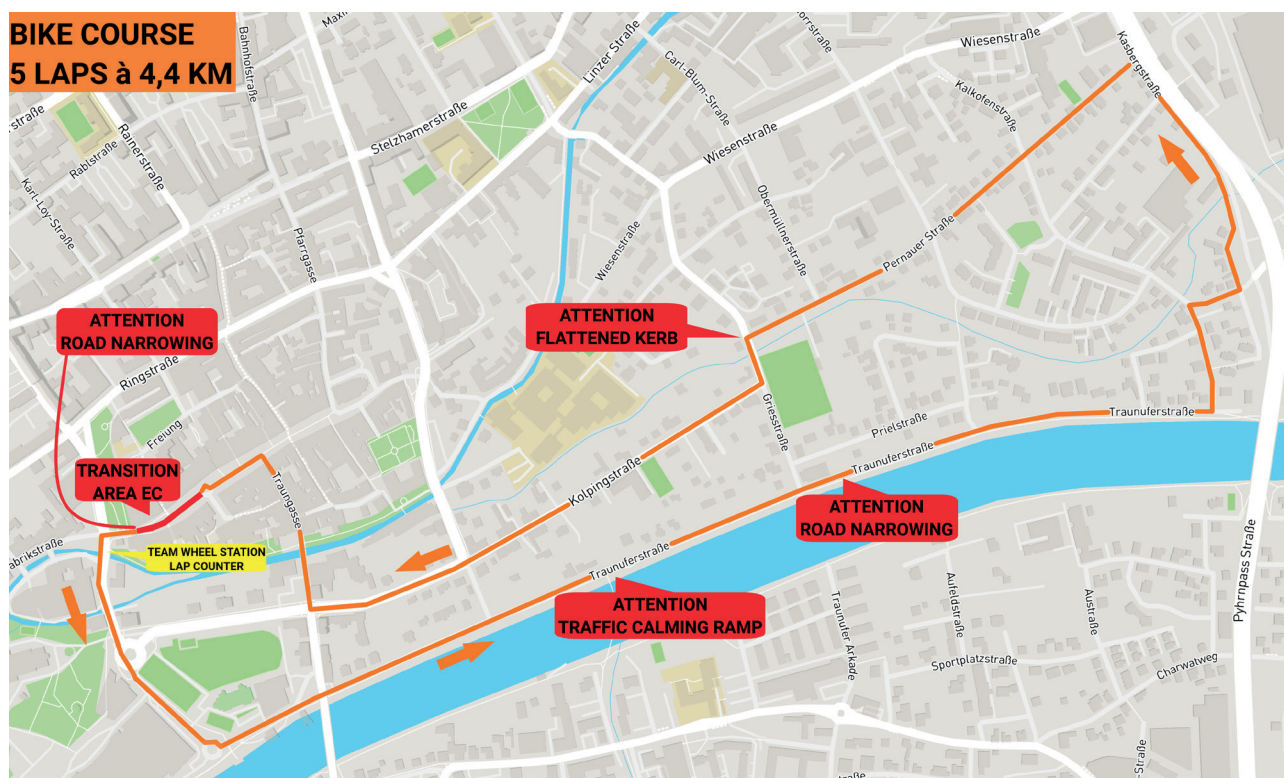 BIKE COURSE
5 LAPS à 4,4 KM
Linzer Straße
Bahnhofstraße
Wiesenstraße
Kasbergstraße
Carl-Blum-Straße
Kalkofenstraße
Rainerstraße
Rablstraße
Stelzhamerstraße
Wiesenstraße
Karl-Loy-Straße
Pfarrgasse
Wiesenstraße
Obermüllnerstraße
Pernauer Straße
ATTENTION
ROAD NARROWING
ATTENTION
FLATTENED KERB
Ringstraße
Freiung
Griesstraße
Prielstraße
Traunuferstraße
TRANSITION
AREA EC
Traungasse
Kolpingstraße
Traunuferstraße
ATTENTION
ROAD NARROWING
TEAM WHEEL STATION
LAP COUNTER
Traunuferstraße
ATTENTION
TRAFFIC CALMING RAMP
Traunufer Arkade
Aufeldstraße
Austraße
Pyhrnpass Straße
Sportplatzstraße
Charwatweg